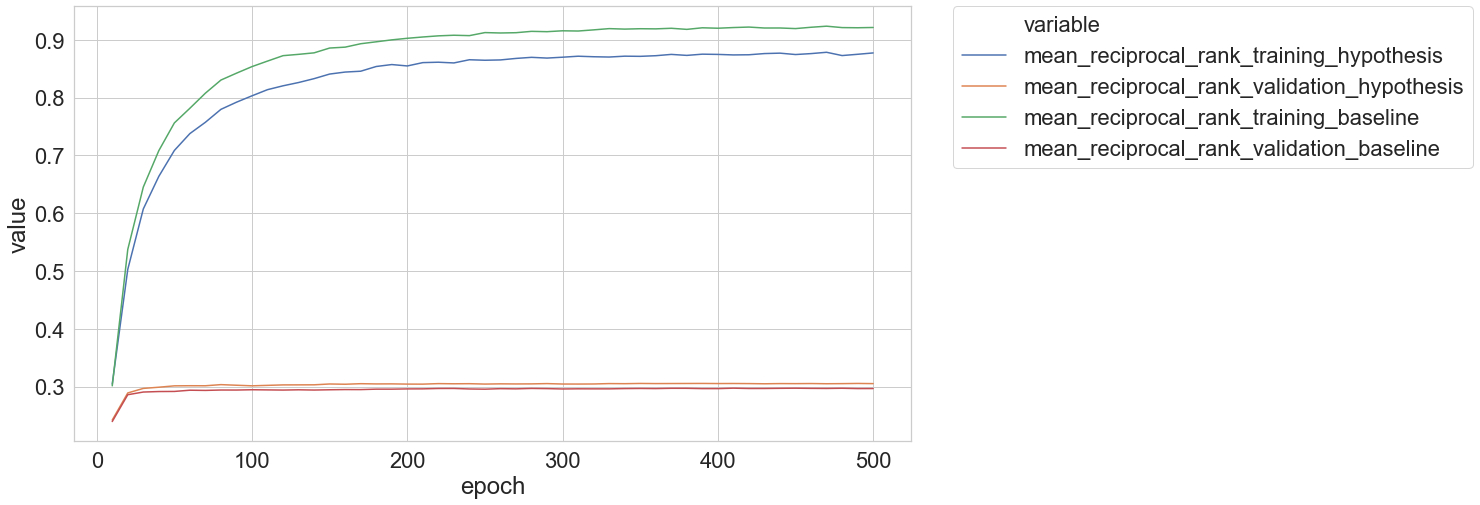 0.9
0.8
0.7
0.6
0.5
0.4
0.3
value
0 100 200 300 400 500
epoch
variable
mean_reciprocal_rank_training_hypothesis
mean_reciprocal_rank_validation_hypothesis
mean_reciprocal_rank_training_baseline
mean_reciprocal_rank_validation_baseline